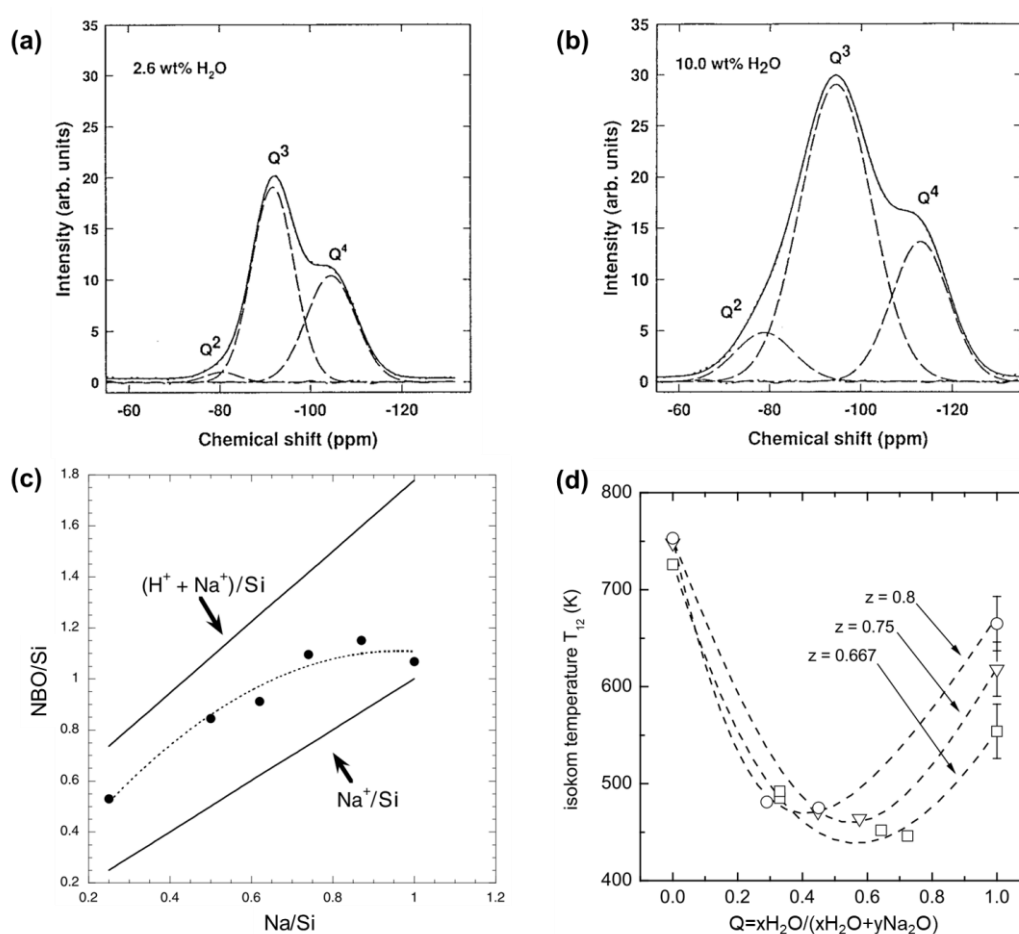 (a)
2.6 wt% H₂O
Q²
Q³
Q⁴
Intensity (arb. units)
35
30
25
20
15
10
5
0
-60
-80
-100
-120
Chemical shift (ppm)
(b)
10.0 wt% H₂O
Q²
Q³
Q⁴
Intensity (arb. units)
35
30
25
20
15
10
5
0
-60
-80
-100
-120
Chemical shift (ppm)
(c)
NBO/Si
1.8
1.6
1.4
1.2
1.0
0.8
0.6
0.4
0.2
(H⁺ + Na⁺)/Si
Na⁺/Si
0.2
0.4
0.6
0.8
1
1.2
Na/Si
(d)
isokom temperature T₁₂ (K)
800
700
600
500
400
z = 0.8
z = 0.75
z = 0.667
0.0
0.2
0.4
0.6
0.8
1.0
Q=xH₂O/(xH₂O+yNa₂O)